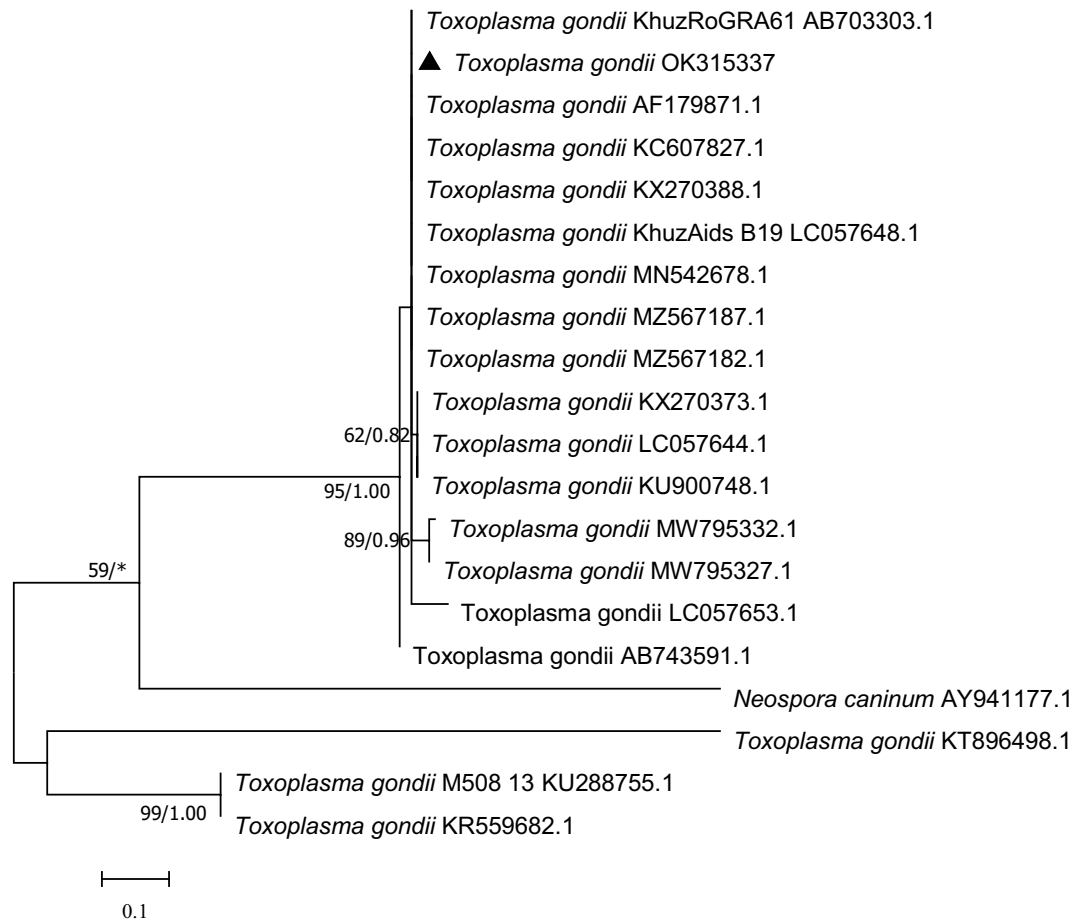 Toxoplasma gondii KhuzRoGRA61 AB703303.1
Toxoplasma gondii OK315337
Toxoplasma gondii AF179871.1
Toxoplasma gondii KC607827.1
Toxoplasma gondii KX270388.1
Toxoplasma gondii KhuzAids B19 LC057648.1
Toxoplasma gondii MN542678.1
Toxoplasma gondii MZ567187.1
Toxoplasma gondii MZ567182.1
Toxoplasma gondii KX270373.1
62/0.82
Toxoplasma gondii LC057644.1
Toxoplasma gondii KU900748.1
95/1.00
Toxoplasma gondii MW795332.1
89/0.96
Toxoplasma gondii MW795327.1
59/*
Toxoplasma gondii LC057653.1
Toxoplasma gondii AB743591.1
Neospora caninum AY941177.1
Toxoplasma gondii KT896498.1
Toxoplasma gondii M508 13 KU288755.1
99/1.00
Toxoplasma gondii KR559682.1
0.1